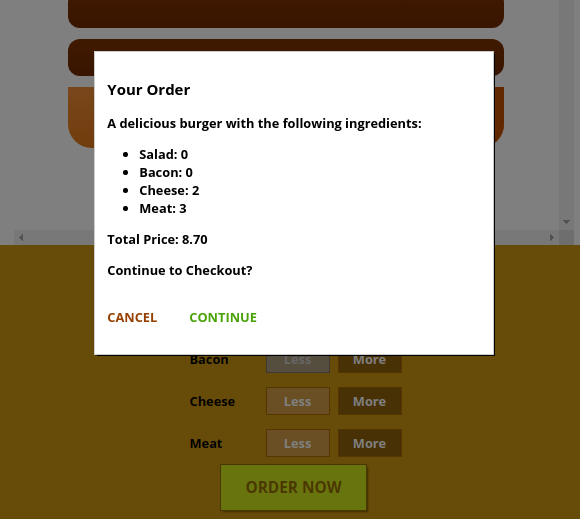 Your Order
A delicious burger with the following ingredients:
Salad: 0
Bacon: 0
Cheese: 2
Meat: 3
Total Price: 8.70
Continue to Checkout?
CANCEL CONTINUE
Bacon Less More
Cheese Less More
Meat Less More
ORDER NOW